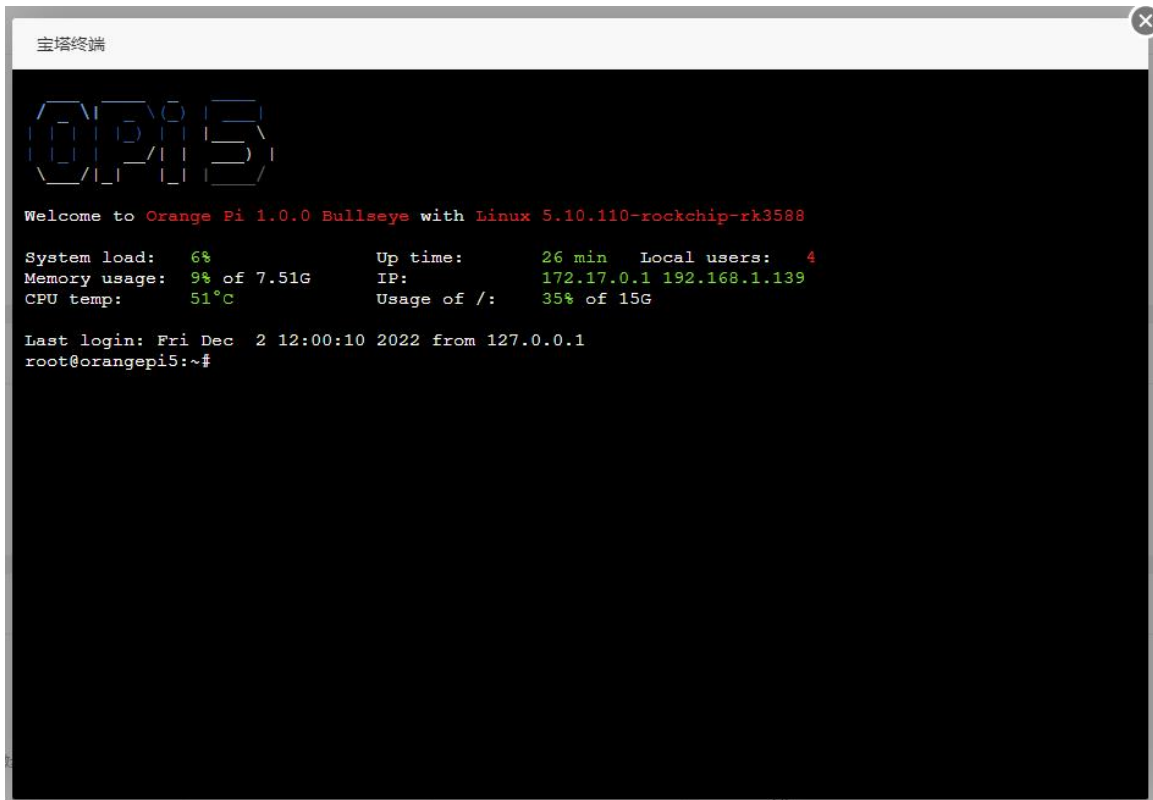 宝塔终端
OPi 5
Welcome to Orange Pi 1.0.0 Bullseye with Linux 5.10.110-rockchip-rk3588
System load: 6% Up time: 26 min Local users: 4
Memory usage: 9% of 7.51G IP: 172.17.0.1 192.168.1.139
CPU temp: 51°C Usage of /: 35% of 15G
Last login: Fri Dec 2 12:00:10 2022 from 127.0.0.1
root@orangepi5:~#